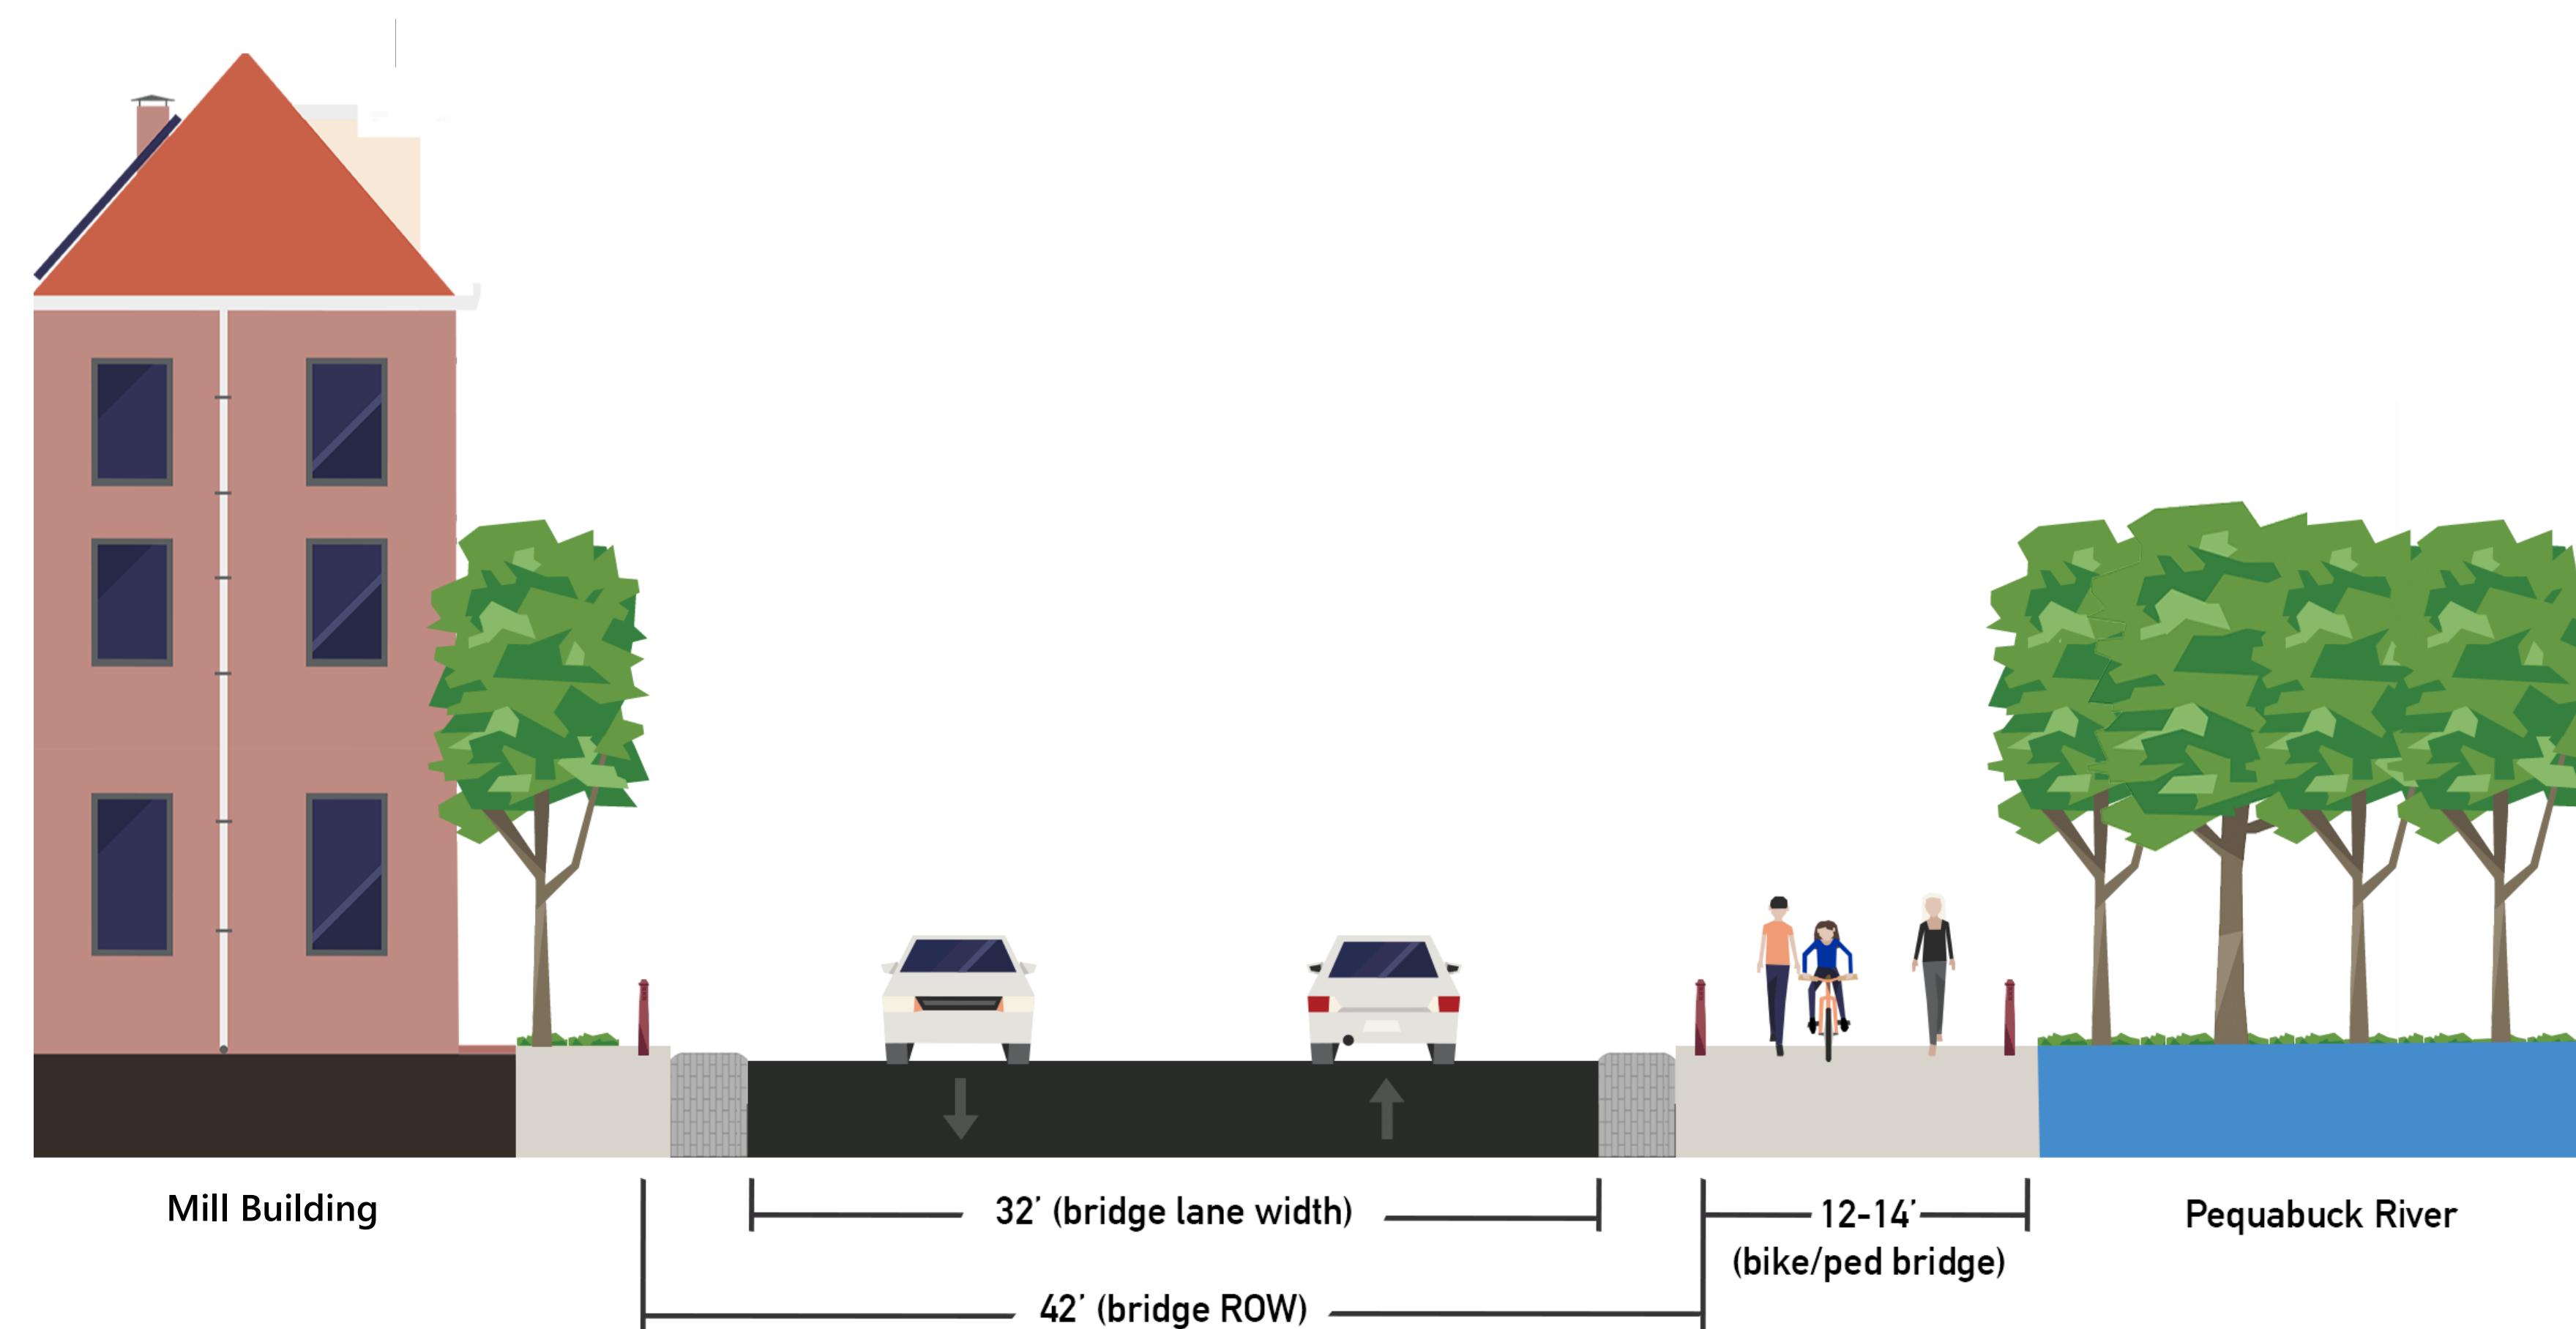 Mill Building
32’ (bridge lane width)
12-14’
(bike/ped bridge)
Pequabuck River
42’ (bridge ROW)